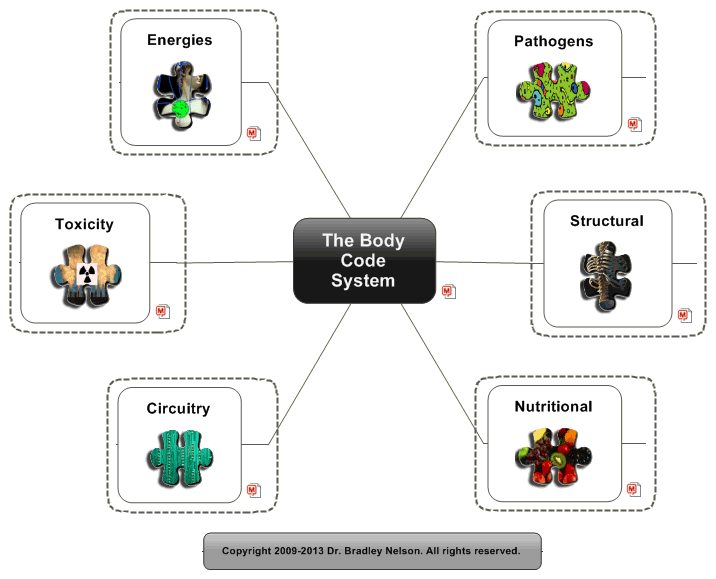 Energies
Pathogens
Toxicity
The Body
Code
System
Structural
Circuitry
Nutritional
M
M
M
M
M
M
M
Copyright 2009-2013 Dr. Bradley Nelson. All rights reserved.